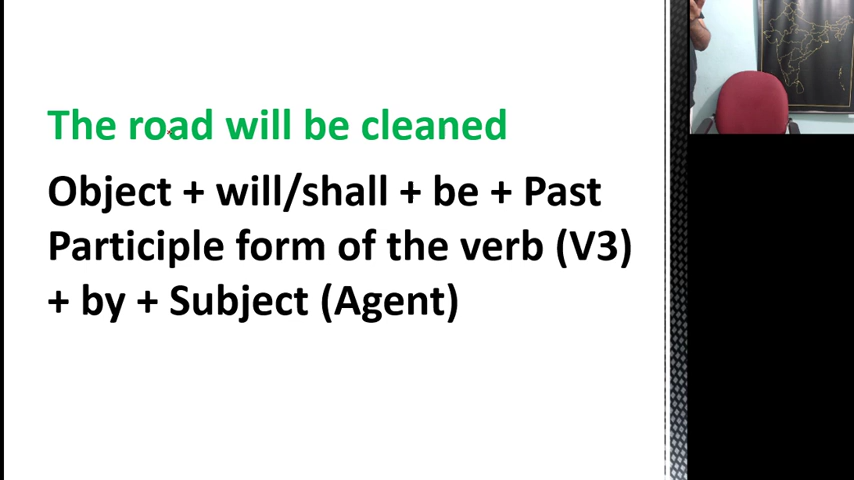 The road will be cleaned
Object + will/shall + be + Past
Participle form of the verb (V3)
+ by + Subject (Agent)